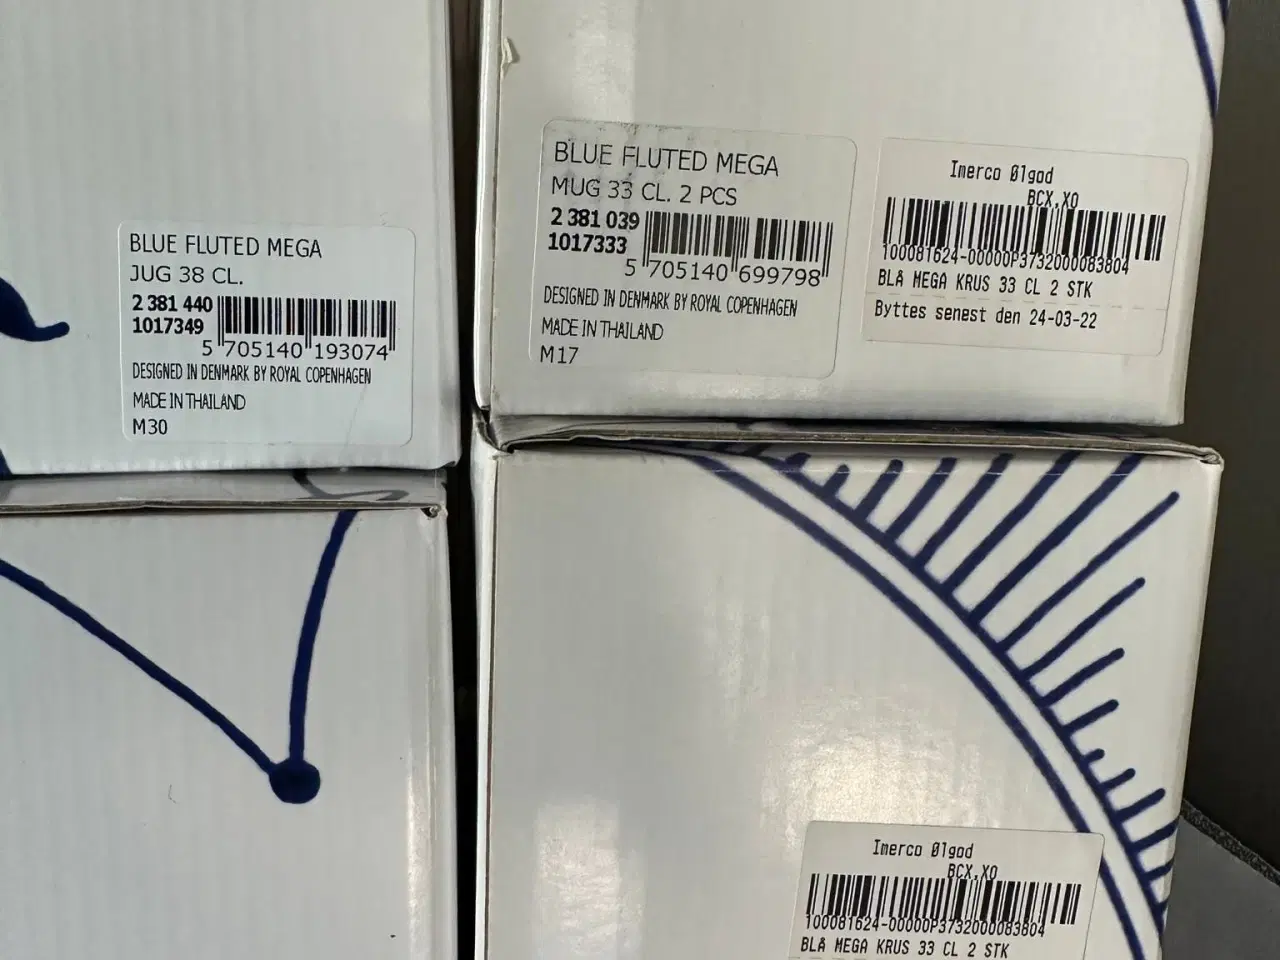 BLUE FLUTED MEGA
JUG 38 CL.
2 381 440
1017349
5 705140 193074
DESIGNED IN DENMARK BY ROYAL COPENHAGEN
MADE IN THAILAND
M30
BLUE FLUTED MEGA
MUG 33 CL. 2 PCS
2 381 039
1017333
5 705140 699798
DESIGNED IN DENMARK BY ROYAL COPENHAGEN
MADE IN THAILAND
M17
Imerco Ølgod
BCX,XO
100081624-00000P3732000083804
BLÅ MEGA KRUS 33 CL 2 STK
Byttes senest den 24-03-22
Imerco Ølgod
BCX,XO
100081624-00000P3732000083804
BLÅ MEGA KRUS 33 CL 2 STK